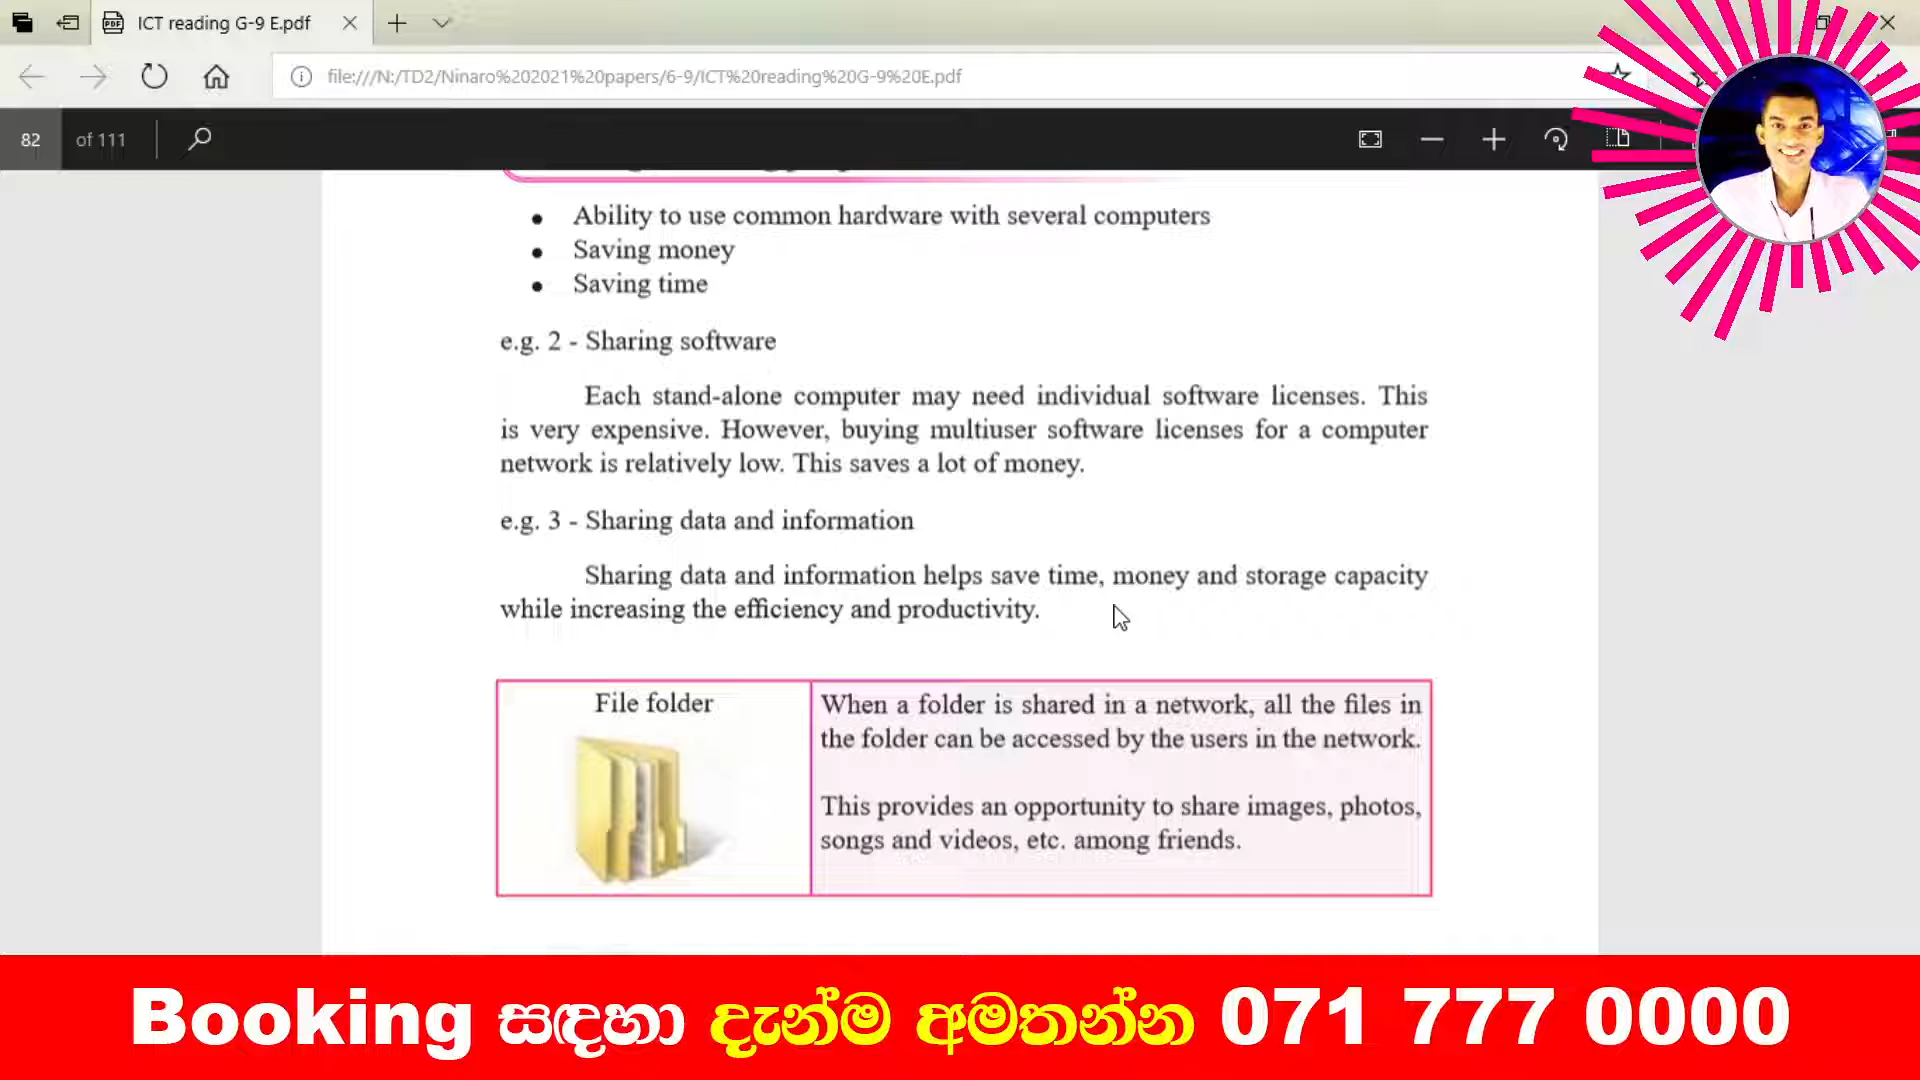 ICT reading G-9 E.pdf
file:///N:/TD2/Ninaro%202021%20papers/6-9/ICT%20reading%20G-9%20E.pdf
82 of 111
• Ability to use common hardware with several computers
• Saving money
• Saving time
e.g. 2 - Sharing software
Each stand-alone computer may need individual software licenses. This
is very expensive. However, buying multiuser software licenses for a computer
network is relatively low. This saves a lot of money.
e.g. 3 - Sharing data and information
Sharing data and information helps save time, money and storage capacity
while increasing the efficiency and productivity.
File folder
When a folder is shared in a network, all the files in
the folder can be accessed by the users in the network.
This provides an opportunity to share images, photos,
songs and videos, etc. among friends.
Booking සඳහා දැන්ම අමතන්න 071 777 0000